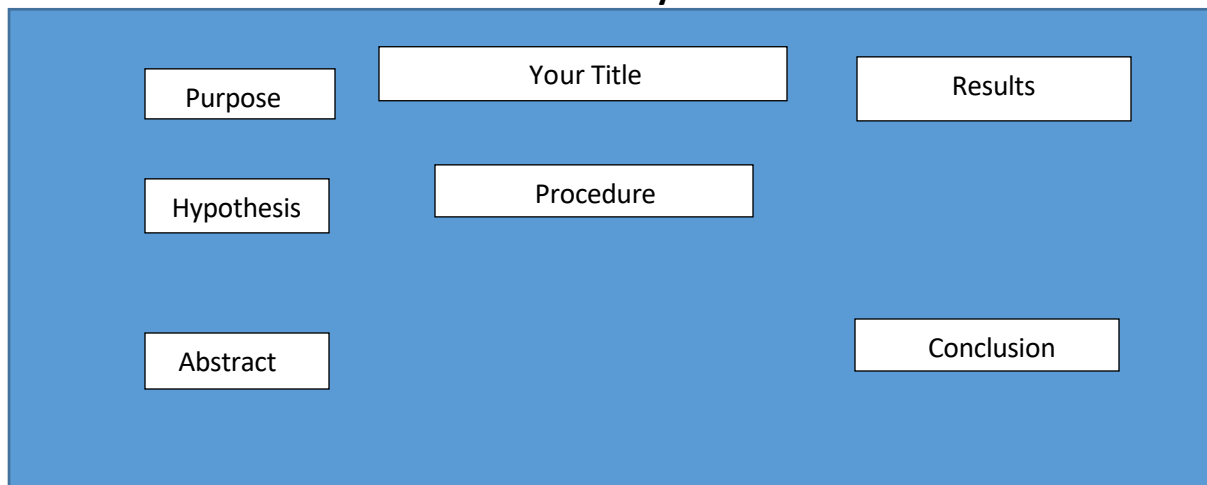 Your Title
Purpose
Hypothesis
Abstract
Procedure
Results
Conclusion